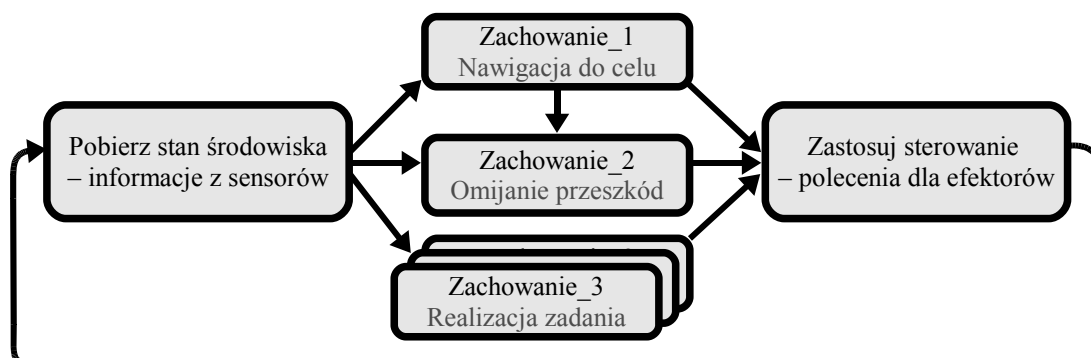 Zachowanie_1
Nawigacja do celu
Pobierz stan środowiska
– informacje z sensorów
Zachowanie_2
Omijanie przeszkód
Zastosuj sterowanie
– polecenia dla efektorów
Zachowanie_3
Realizacja zadania